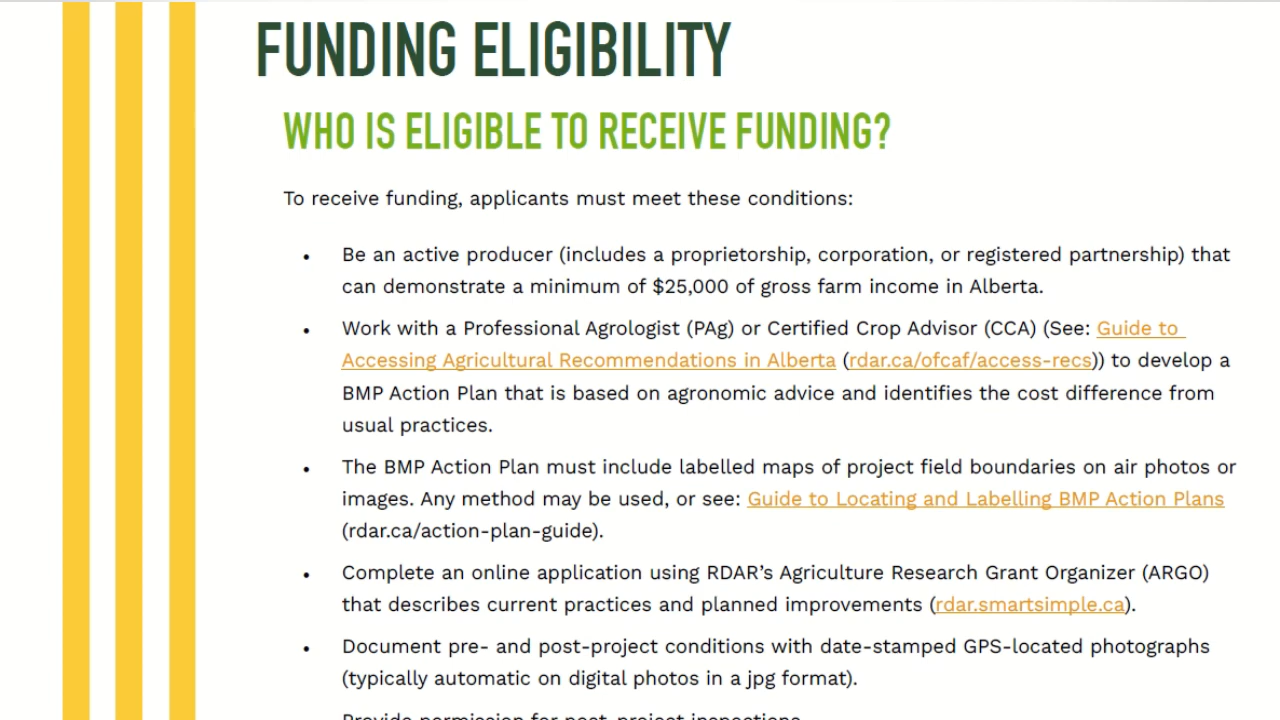 FUNDING ELIGIBILITY
WHO IS ELIGIBLE TO RECEIVE FUNDING?
To receive funding, applicants must meet these conditions:
• Be an active producer (includes a proprietorship, corporation, or registered partnership) that
can demonstrate a minimum of $25,000 of gross farm income in Alberta.
• Work with a Professional Agrologist (PAg) or Certified Crop Advisor (CCA) (See: Guide to
Accessing Agricultural Recommendations in Alberta (rdar.ca/ofcaf/access-recs)) to develop a
BMP Action Plan that is based on agronomic advice and identifies the cost difference from
usual practices.
• The BMP Action Plan must include labelled maps of project field boundaries on air photos or
images. Any method may be used, or see: Guide to Locating and Labelling BMP Action Plans
(rdar.ca/action-plan-guide).
• Complete an online application using RDAR’s Agriculture Research Grant Organizer (ARGO)
that describes current practices and planned improvements (rdar.smartsimple.ca).
• Document pre- and post-project conditions with date-stamped GPS-located photographs
(typically automatic on digital photos in a jpg format).
Provide permission for post-project inspections